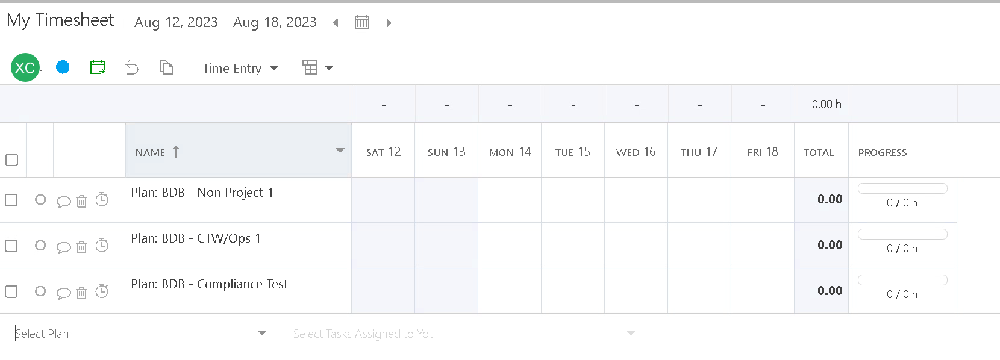 My Timesheet Aug 12, 2023 - Aug 18, 2023
XC Time Entry
- - - - - - - 0.00 h
NAME SAT 12 SUN 13 MON 14 TUE 15 WED 16 THU 17 FRI 18 TOTAL PROGRESS
Plan: BDB - Non Project 1 0.00 0 / 0 h
Plan: BDB - CTW/Ops 1 0.00 0 / 0 h
Plan: BDB - Compliance Test 0.00 0 / 0 h
Select Plan Select Tasks Assigned to You